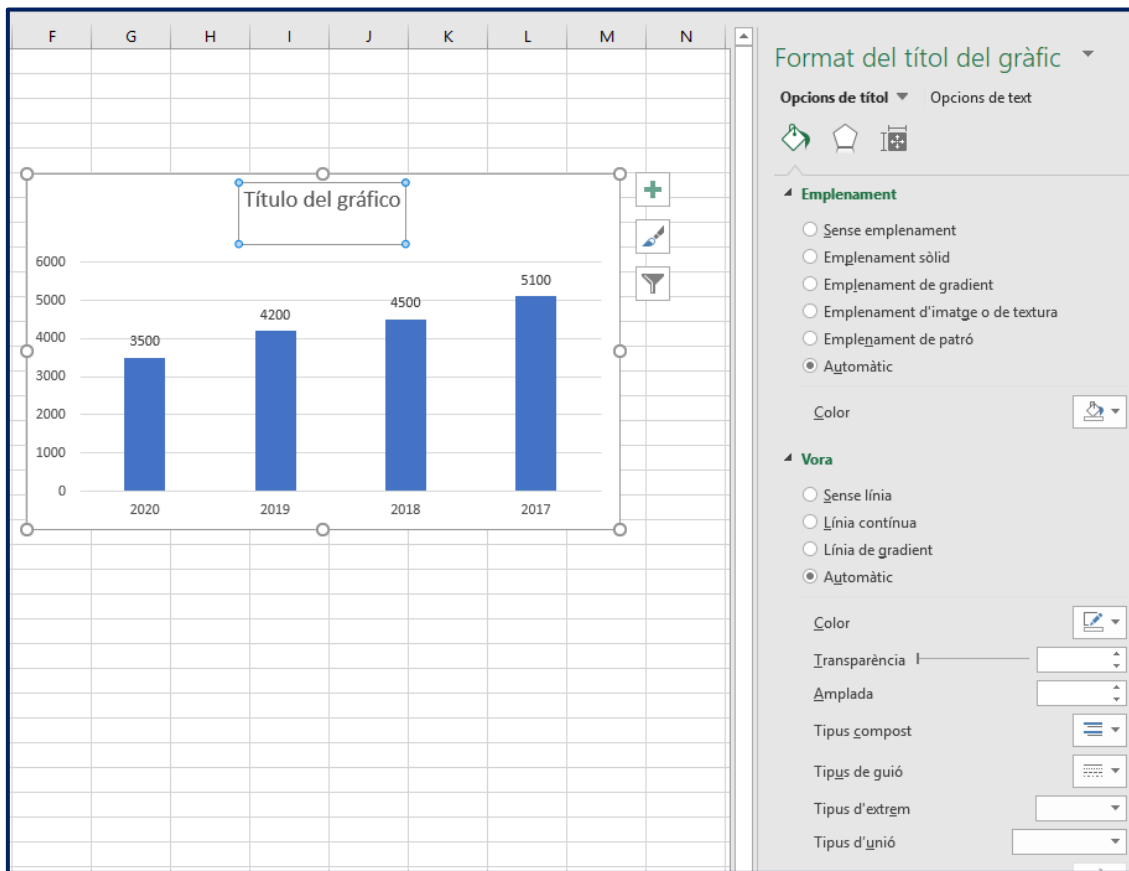 F G H I J K L M N
Título del gráfico
6000
5000
4000
3000
2000
1000
0
3500
4200
4500
5100
2020 2019 2018 2017
Format del títol del gràfic
Opcions de títol Opcions de text
Emplenament
Sense emplenament
Emplenament sòlid
Emplenament de gradient
Emplenament d'imatge o de textura
Emplenament de patró
Automàtic
Color
Vora
Sense línia
Línia contínua
Línia de gradient
Automàtic
Color
Transparència
Amplada
Tipus compost
Tipus de guió
Tipus d'extrem
Tipus d'unió